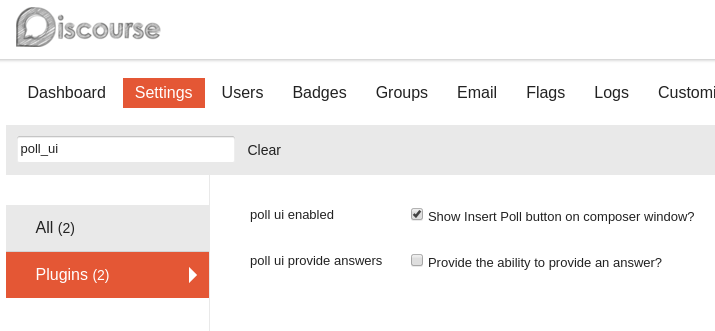 Discourse
Dashboard Settings Users Badges Groups Email Flags Logs Customi
poll_ui Clear
All (2)
Plugins (2)
poll ui enabled Show Insert Poll button on composer window?
poll ui provide answers Provide the ability to provide an answer?